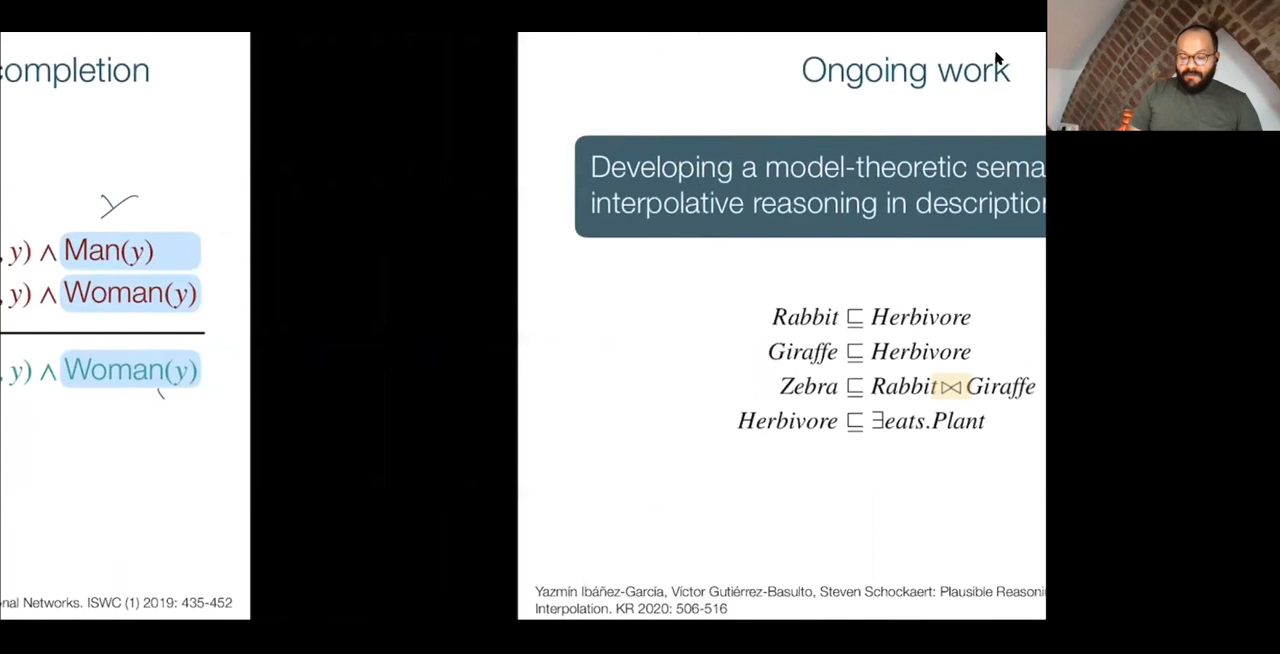 completion
y
, y) ∧ Man(y)
, y) ∧ Woman(y)
, y) ∧ Woman(y)
nal Networks. ISWC (1) 2019: 435-452
Ongoing work
Developing a model-theoretic sema
interpolative reasoning in description
Rabbit ⊑ Herbivore
Giraffe ⊑ Herbivore
Zebra ⊑ Rabbit ⋈ Giraffe
Herbivore ⊑ ∃eats.Plant
Yazmín Ibáñez-García, Víctor Gutiérrez-Basulto, Steven Schockaert: Plausible Reasoni
Interpolation. KR 2020: 506-516